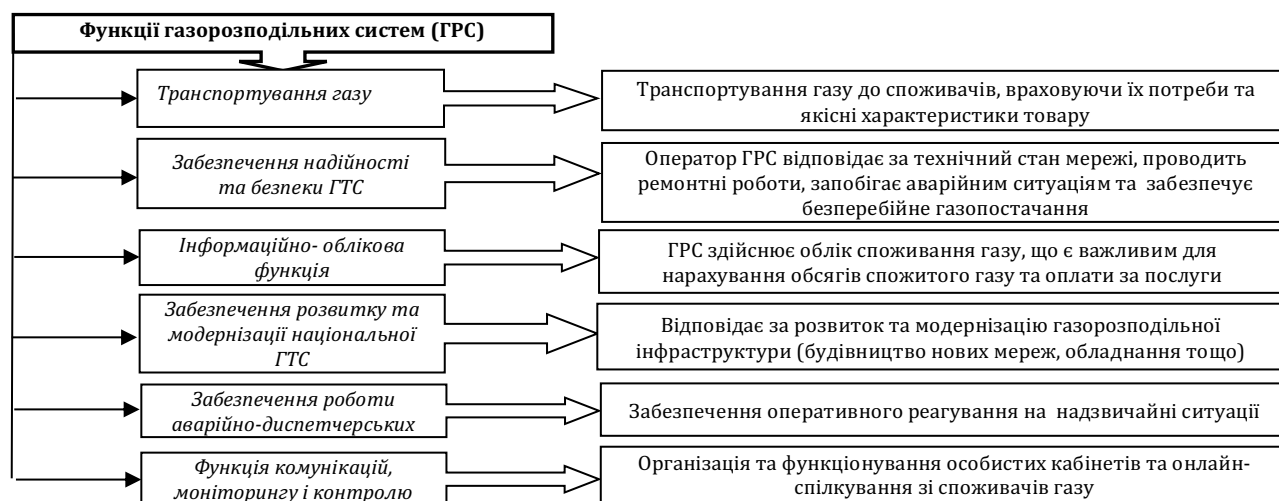 Функції газорозподільних систем (ГРС)
Транспортування газу
Транспортування газу до споживачів, враховуючи їх потреби та
якісні характеристики товару
Забезпечення надійності
та безпеки ГТС
Оператор ГРС відповідає за технічний стан мережі, проводить
ремонтні роботи, запобігає аварійним ситуаціям та забезпечує
безперебійне газопостачання
Інформаційно- облікова
функція
ГРС здійснює облік споживання газу, що є важливим для
нарахування обсягів спожитого газу та оплати за послуги
Забезпечення розвитку та
модернізації національної
ГТС
Відповідає за розвиток та модернізацію газорозподільної
інфраструктури (будівництво нових мереж, обладнання тощо)
Забезпечення роботи
аварійно-диспетчерських
Забезпечення оперативного реагування на надзвичайні ситуації
Функція комунікацій,
моніторингу і контролю
Організація та функціонування особистих кабінетів та онлайн-
спілкування зі споживачів газу